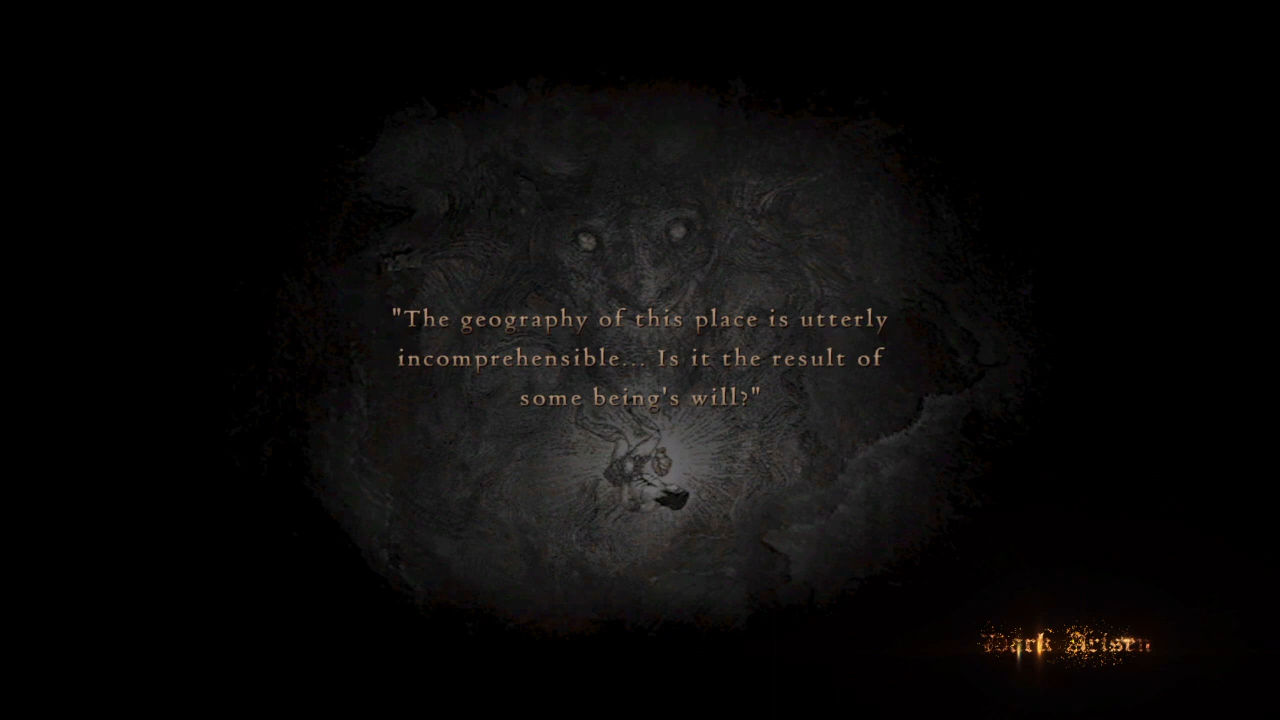 "The geography of this place is utterly
incomprehensible... Is it the result of
some being's will?"
Dark Arisen